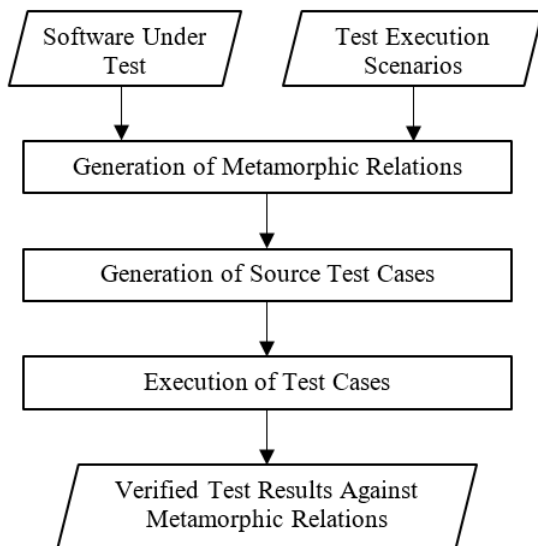 Software Under
Test
Test Execution
Scenarios
Generation of Metamorphic Relations
Generation of Source Test Cases
Execution of Test Cases
Verified Test Results Against
Metamorphic Relations